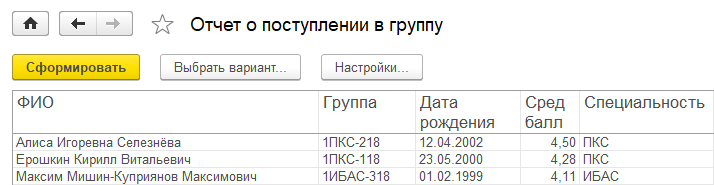 Отчет о поступлении в группу
Сформировать Выбрать вариант... Настройки...
ФИО Группа Дата рождения Сред балл Специальность
Алиса Игоревна Селезнёва 1ПКС-218 12.04.2002 4,50 ПКС
Ерошкин Кирилл Витальевич 1ПКС-118 23.05.2000 4,28 ПКС
Максим Мишин-Куприянов Максимович 1ИБАС-318 01.02.1999 4,11 ИБАС